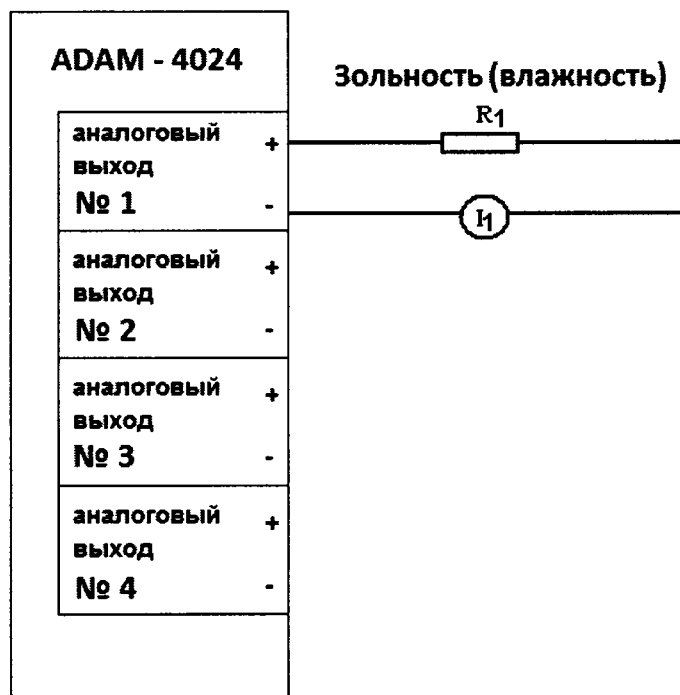 ADAM - 4024
Зольность (влажность)
R1
аналоговый +
выход
№ 1 -
I1
аналоговый +
выход
№ 2 -
аналоговый +
выход
№ 3 -
аналоговый +
выход
№ 4 -